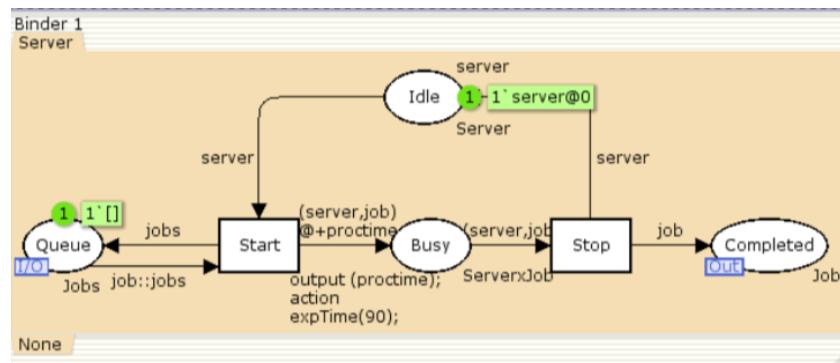 Binder 1
Server
server
Idle
1
1`server@0
Server
server
server
1
1`[]
jobs
(server,job)
@+proctime
(server,job
job
Queue
Start
Busy
Stop
Completed
I/O
Jobs
job::jobs
output (proctime);
action
expTime(90);
ServerxJob
Out
Job
None